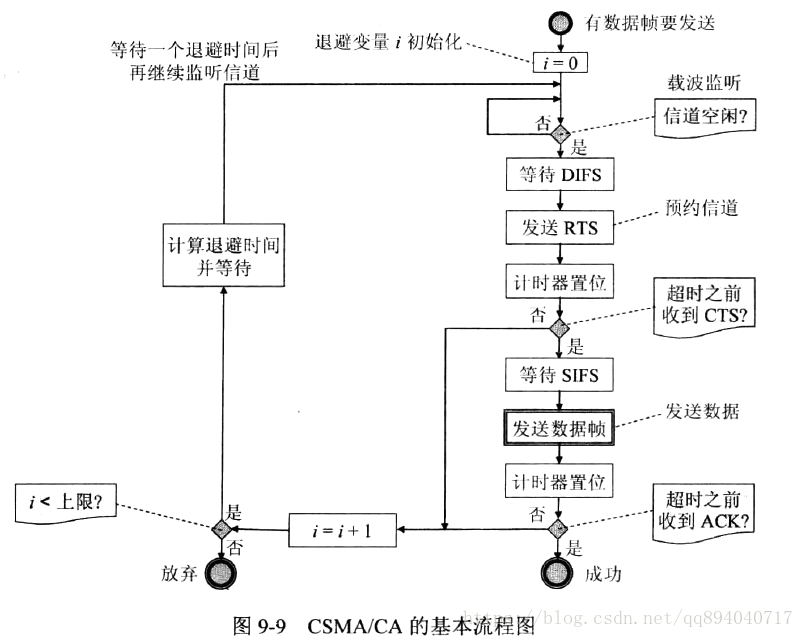 有数据帧要发送
退避变量 i 初始化
i = 0
等待一个退避时间后
再继续监听信道
载波监听
信道空闲?
否
是
等待 DIFS
发送 RTS
预约信道
计算退避时间
并等待
计时器置位
超时之前
收到 CTS?
否
是
等待 SIFS
发送数据帧
发送数据
计时器置位
i < 上限?
是
否
i = i + 1
否
是
超时之前
收到 ACK?
放弃
成功
图 9-9 CSMA/CA 的基本流程图
https://blog.csdn.net/qq894040717